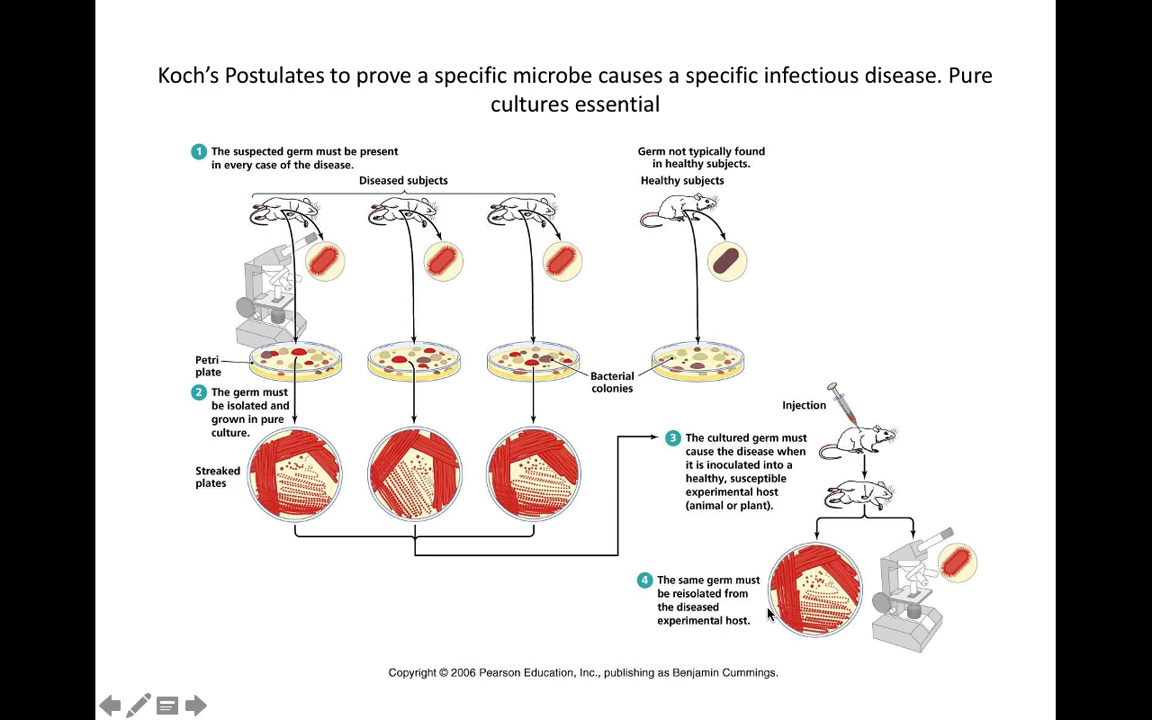 Koch's Postulates to prove a specific microbe causes a specific infectious disease. Pure
cultures essential
1 The suspected germ must be present
in every case of the disease.
Germ not typically found
in healthy subjects.
Diseased subjects
Healthy subjects
Petri
plate
Bacterial
colonies
2 The germ must
be isolated and
grown in pure
culture.
Streaked
plates
Injection
3 The cultured germ must
cause the disease when
it is inoculated into a
healthy, susceptible
experimental host
(animal or plant).
4 The same germ must
be reisolated from
the diseased
experimental host.
Copyright © 2006 Pearson Education, Inc., publishing as Benjamin Cummings.